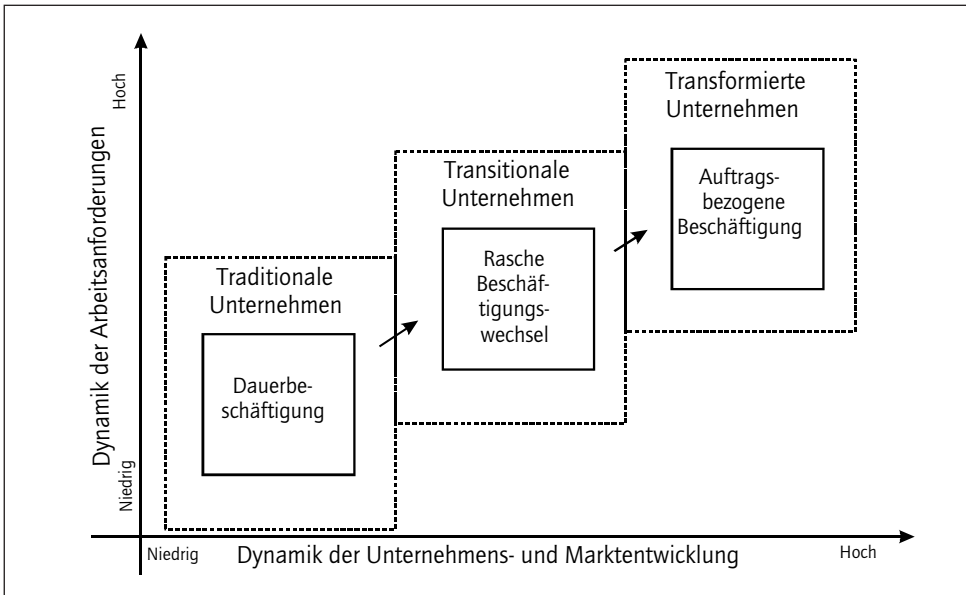 Hoch
Dynamik der Arbeitsanforderungen
Niedrig
Traditionale
Unternehmen
Dauerbe-
schäftigung
Transitionale
Unternehmen
Rasche
Beschäf-
tigungs-
wechsel
Transformierte
Unternehmen
Auftrags-
bezogene
Beschäftigung
Niedrig
Dynamik der Unternehmens- und Marktentwicklung
Hoch